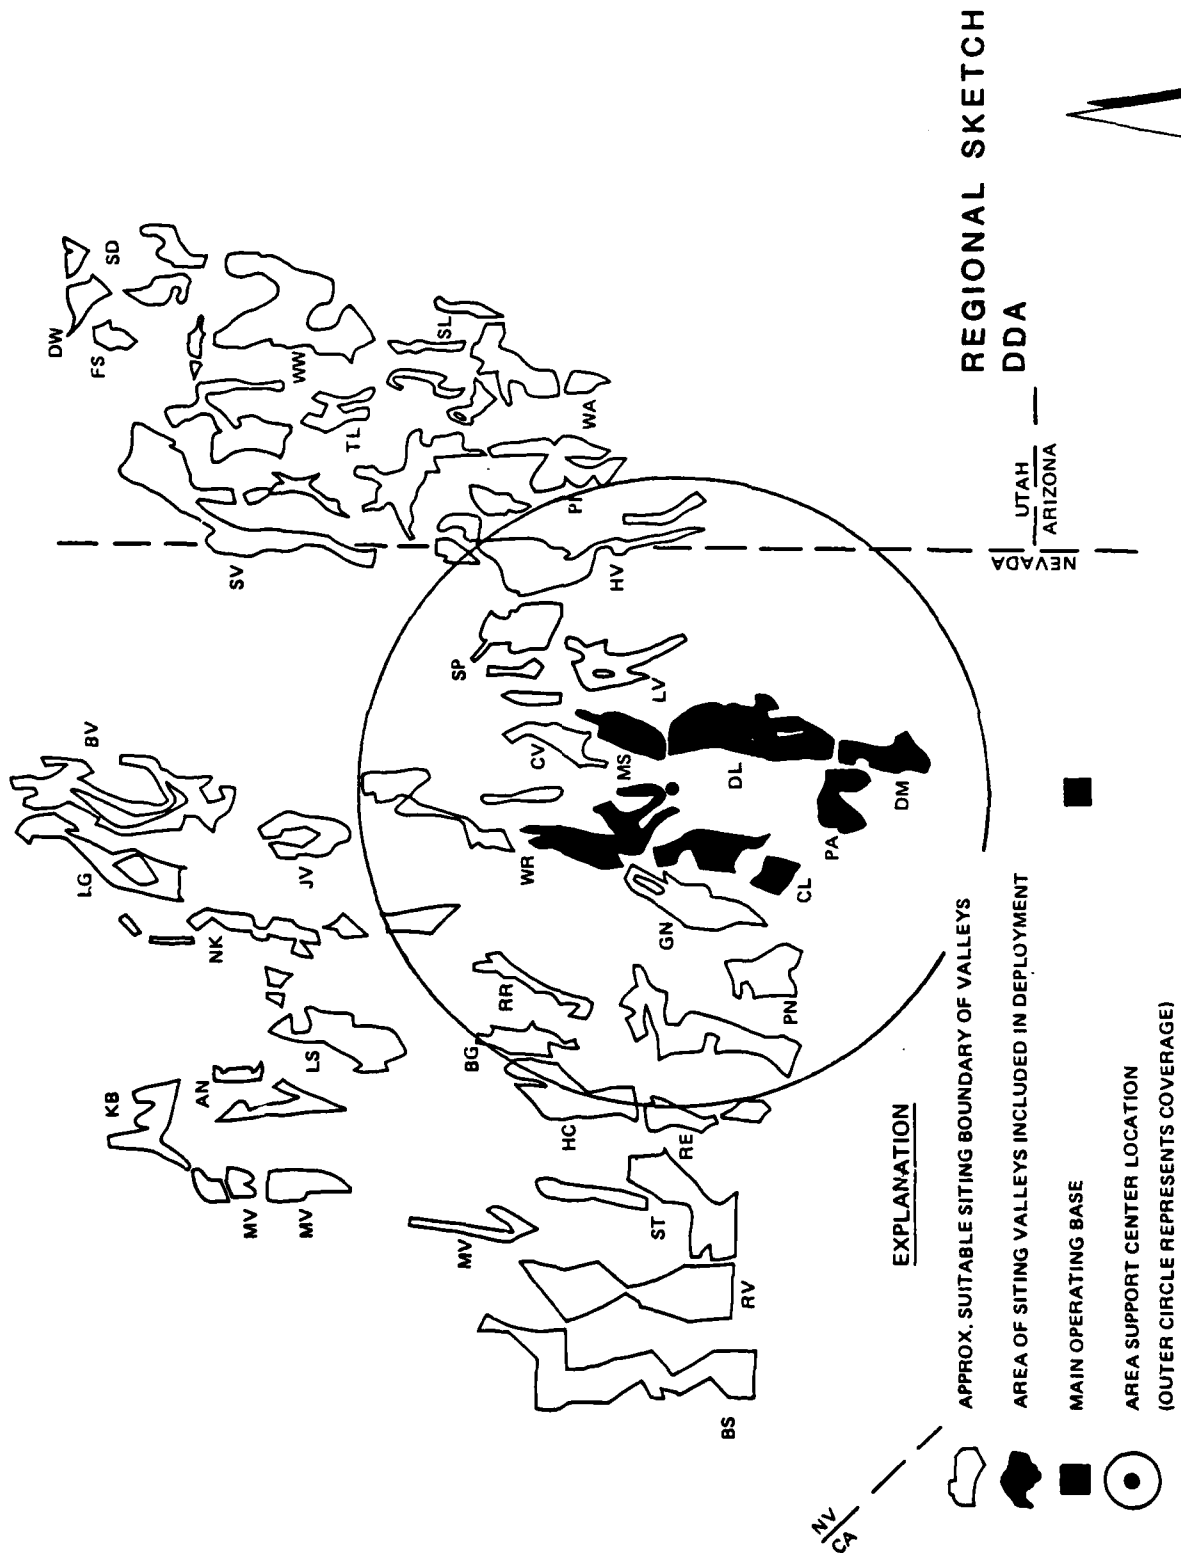 DW
SD
FS
WW
SL
TL
WA
SV
PI
HV
BV
SP
LV
CV
MS
DL
LG
JV
WR
DM
PA
CL
NK
GN
RR
PN
LS
BG
KB
AN
HC
RE
MV
MV
MV
ST
RV
BS
NEVADA
UTAH
ARIZONA
NV
CA
REGIONAL SKETCH
DDA
EXPLANATION
APPROX. SUITABLE SITING BOUNDARY OF VALLEYS
AREA OF SITING VALLEYS INCLUDED IN DEPLOYMENT
MAIN OPERATING BASE
AREA SUPPORT CENTER LOCATION
(OUTER CIRCLE REPRESENTS COVERAGE)